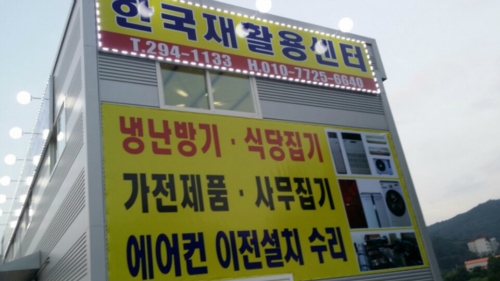 한국재활용센터
T.294-1133 H.010-7725-6640
냉난방기·식당집기
가전제품·사무집기
에어컨 이전설치 수리